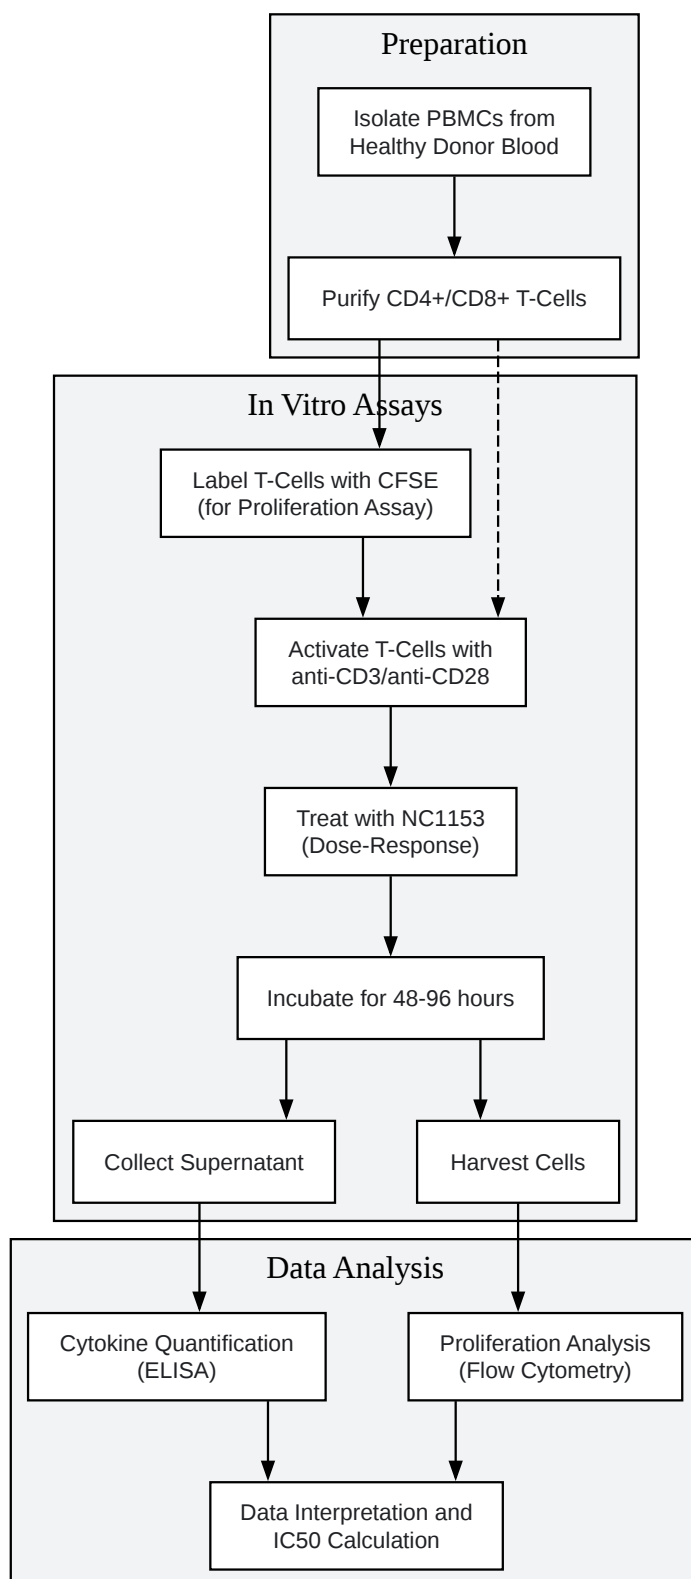 Preparation
Isolate PBMCs from
Healthy Donor Blood
Purify CD4+/CD8+ T-Cells
In Vitro Assays
Label T-Cells with CFSE
(for Proliferation Assay)
Activate T-Cells with
anti-CD3/anti-CD28
Treat with NC1153
(Dose-Response)
Incubate for 48-96 hours
Collect Supernatant
Harvest Cells
Data Analysis
Cytokine Quantification
(ELISA)
Proliferation Analysis
(Flow Cytometry)
Data Interpretation and
IC50 Calculation